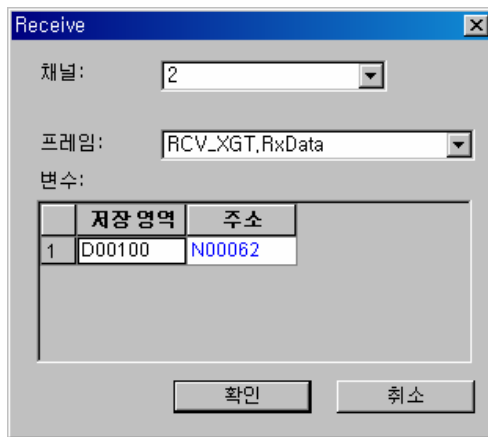 Receive
채널: 2
프레임: RCV_XGT,RxData
변수:
저장 영역 주소
1 D00100 N00062
확인 취소